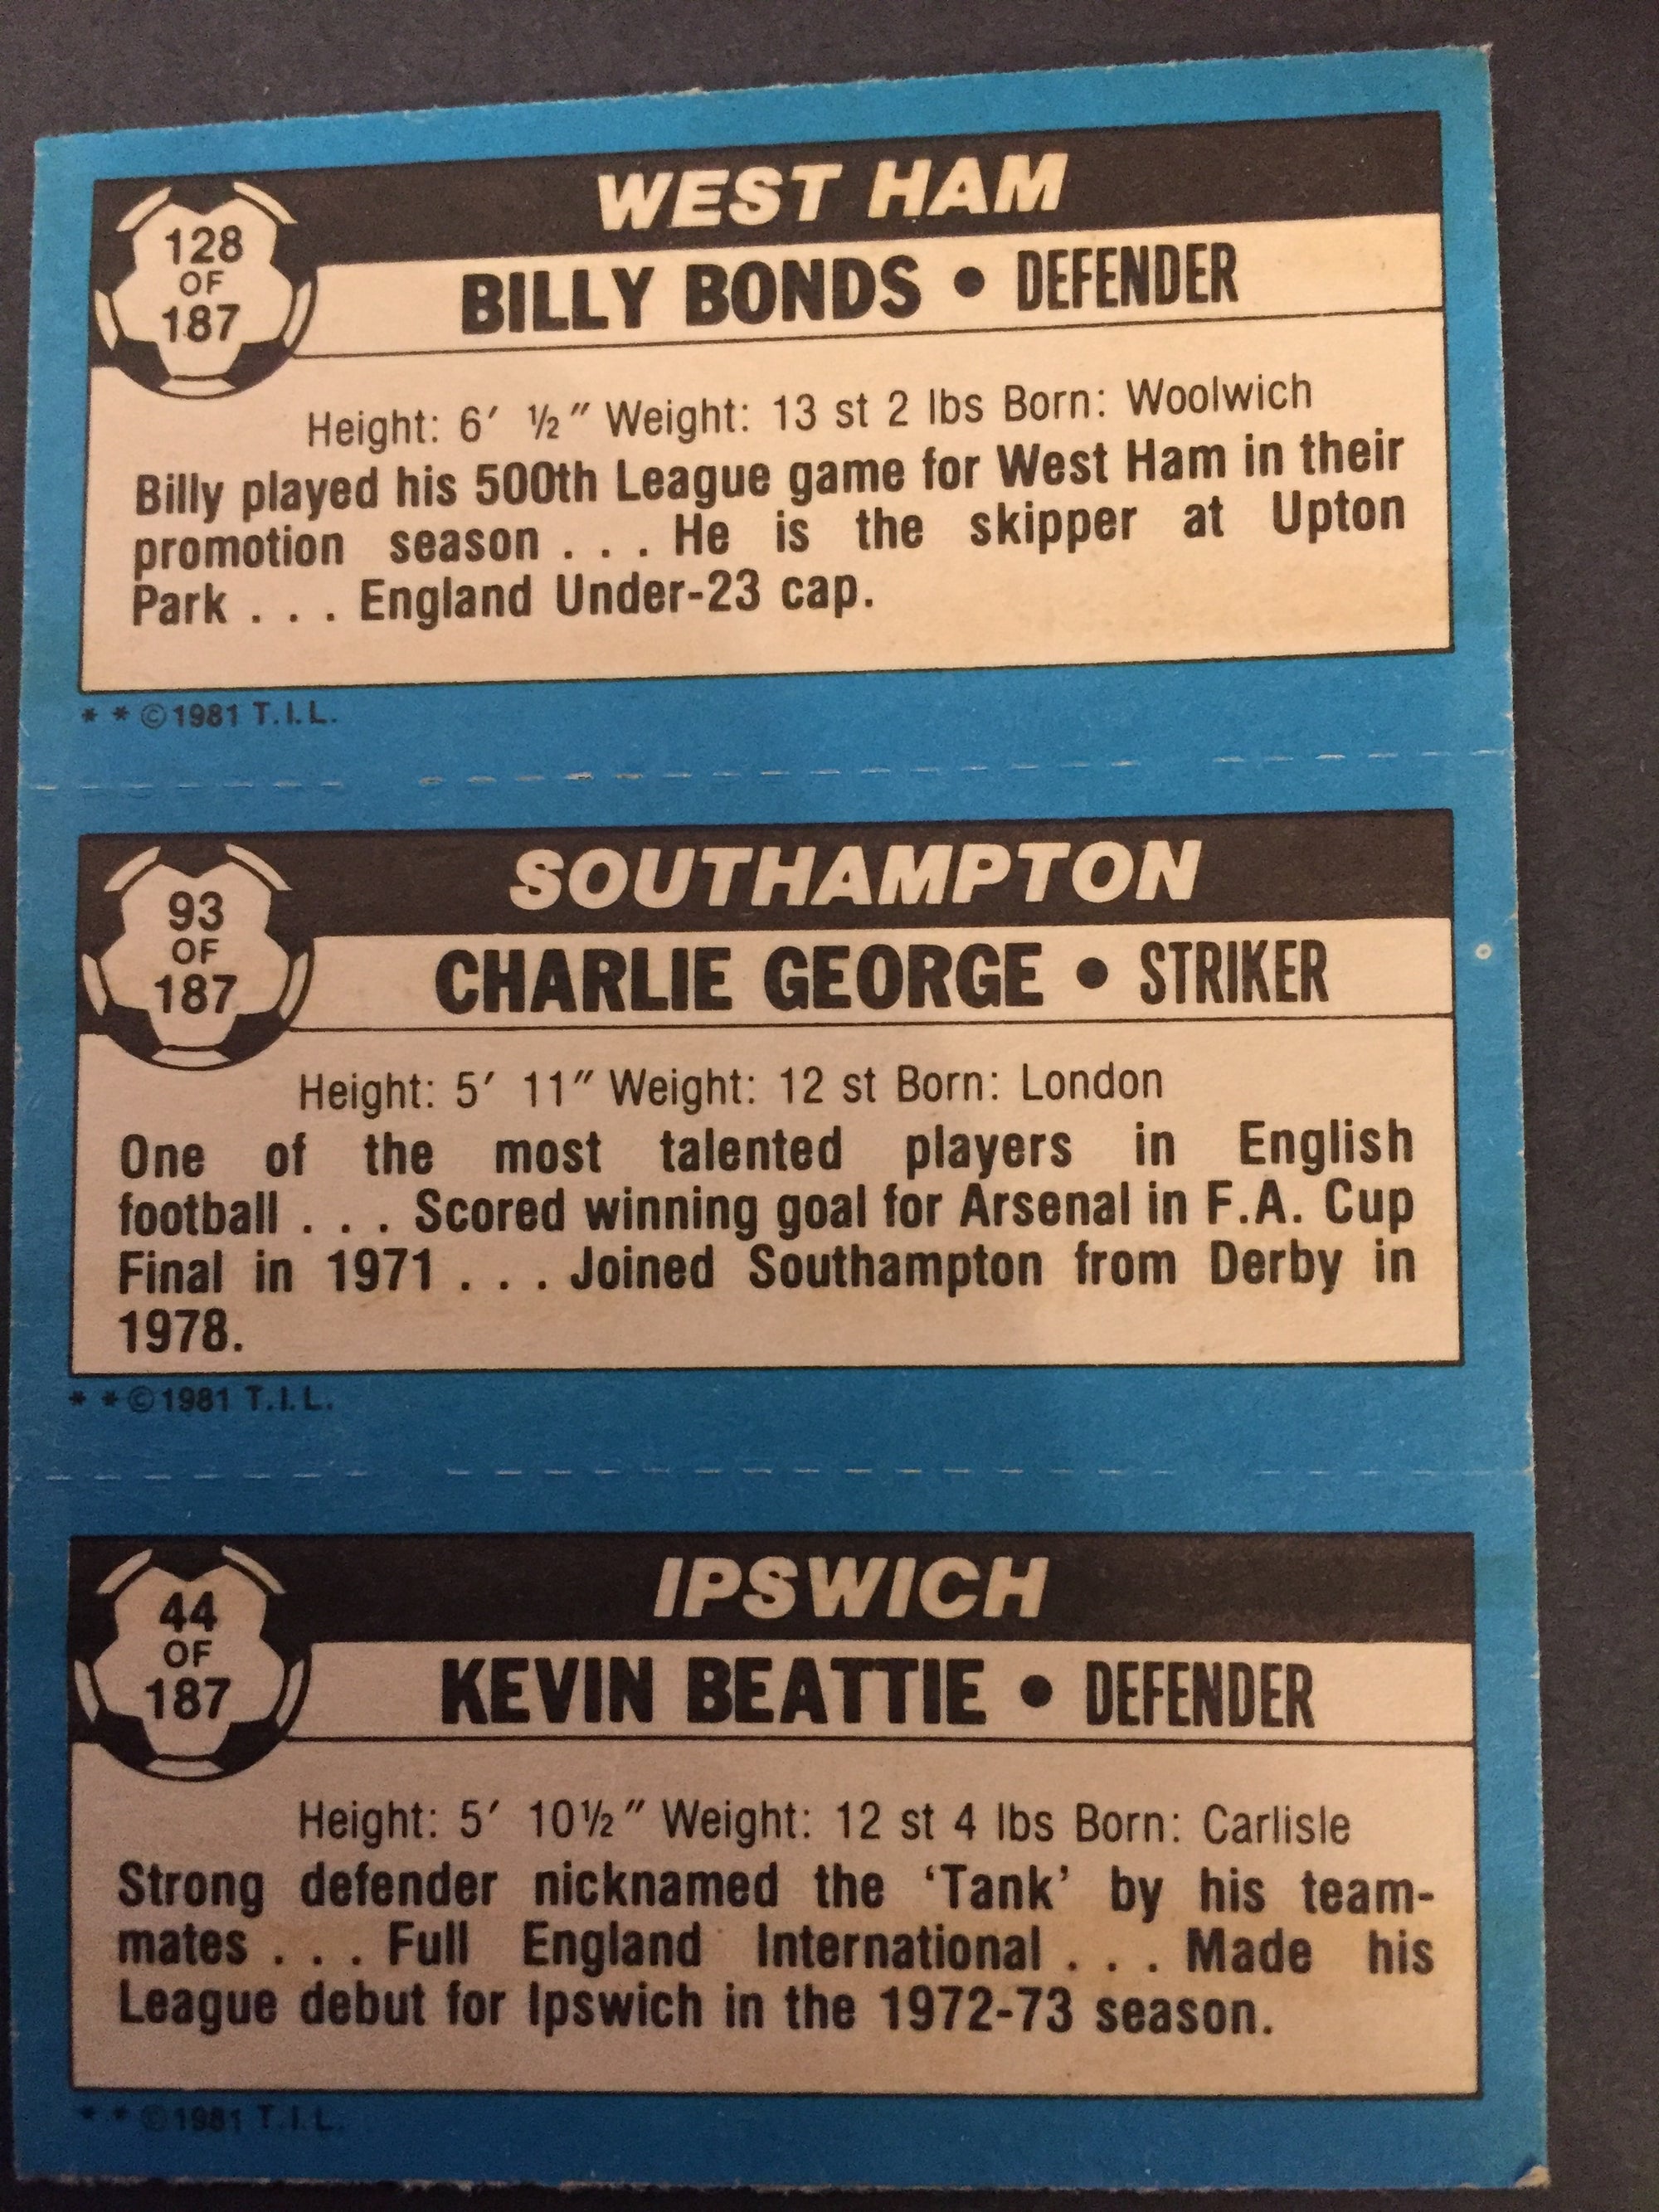 WEST HAM
128
OF
187
BILLY BONDS • DEFENDER
Height: 6′ ½″ Weight: 13 st 2 lbs Born: Woolwich
Billy played his 500th League game for West Ham in their
promotion season . . . He is the skipper at Upton
Park . . . England Under-23 cap.
* * ©1981 T.I.L.
SOUTHAMPTON
93
OF
187
CHARLIE GEORGE • STRIKER
Height: 5′ 11″ Weight: 12 st Born: London
One of the most talented players in English
football . . . Scored winning goal for Arsenal in F.A. Cup
Final in 1971 . . . Joined Southampton from Derby in
1978.
* * ©1981 T.I.L.
IPSWICH
44
OF
187
KEVIN BEATTIE • DEFENDER
Height: 5′ 10½″ Weight: 12 st 4 lbs Born: Carlisle
Strong defender nicknamed the ‘Tank’ by his team-
mates . . . Full England International . . . Made his
League debut for Ipswich in the 1972-73 season.
* * ©1981 T.I.L.